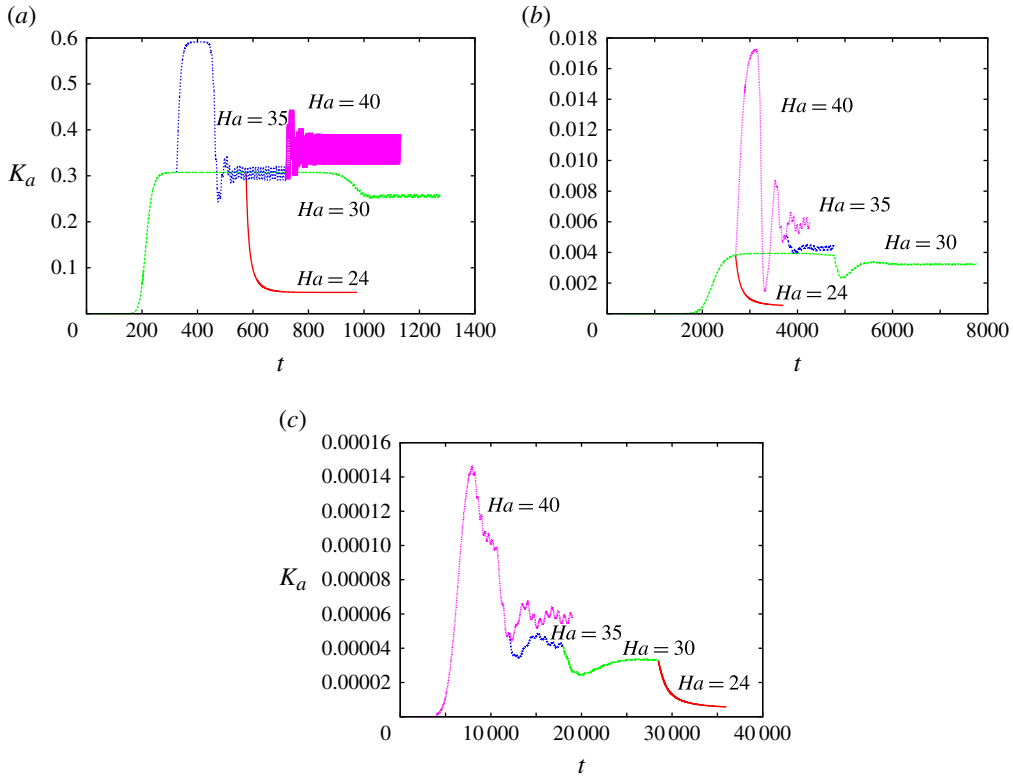 (a)
0.6
0.5
0.4
0.3
0.2
0.1
K_a
Ha = 35
Ha = 40
Ha = 30
Ha = 24
0 200 400 600 800 1000 1200 1400
t
(b)
0.018
0.016
0.014
0.012
0.010
0.008
0.006
0.004
0.002
Ha = 40
Ha = 35
Ha = 30
Ha = 24
0 2000 4000 6000 8000
t
(c)
0.00016
0.00014
0.00012
0.00010
0.00008
0.00006
0.00004
0.00002
K_a
Ha = 40
Ha = 35
Ha = 30
Ha = 24
0 10 000 20 000 30 000 40 000
t